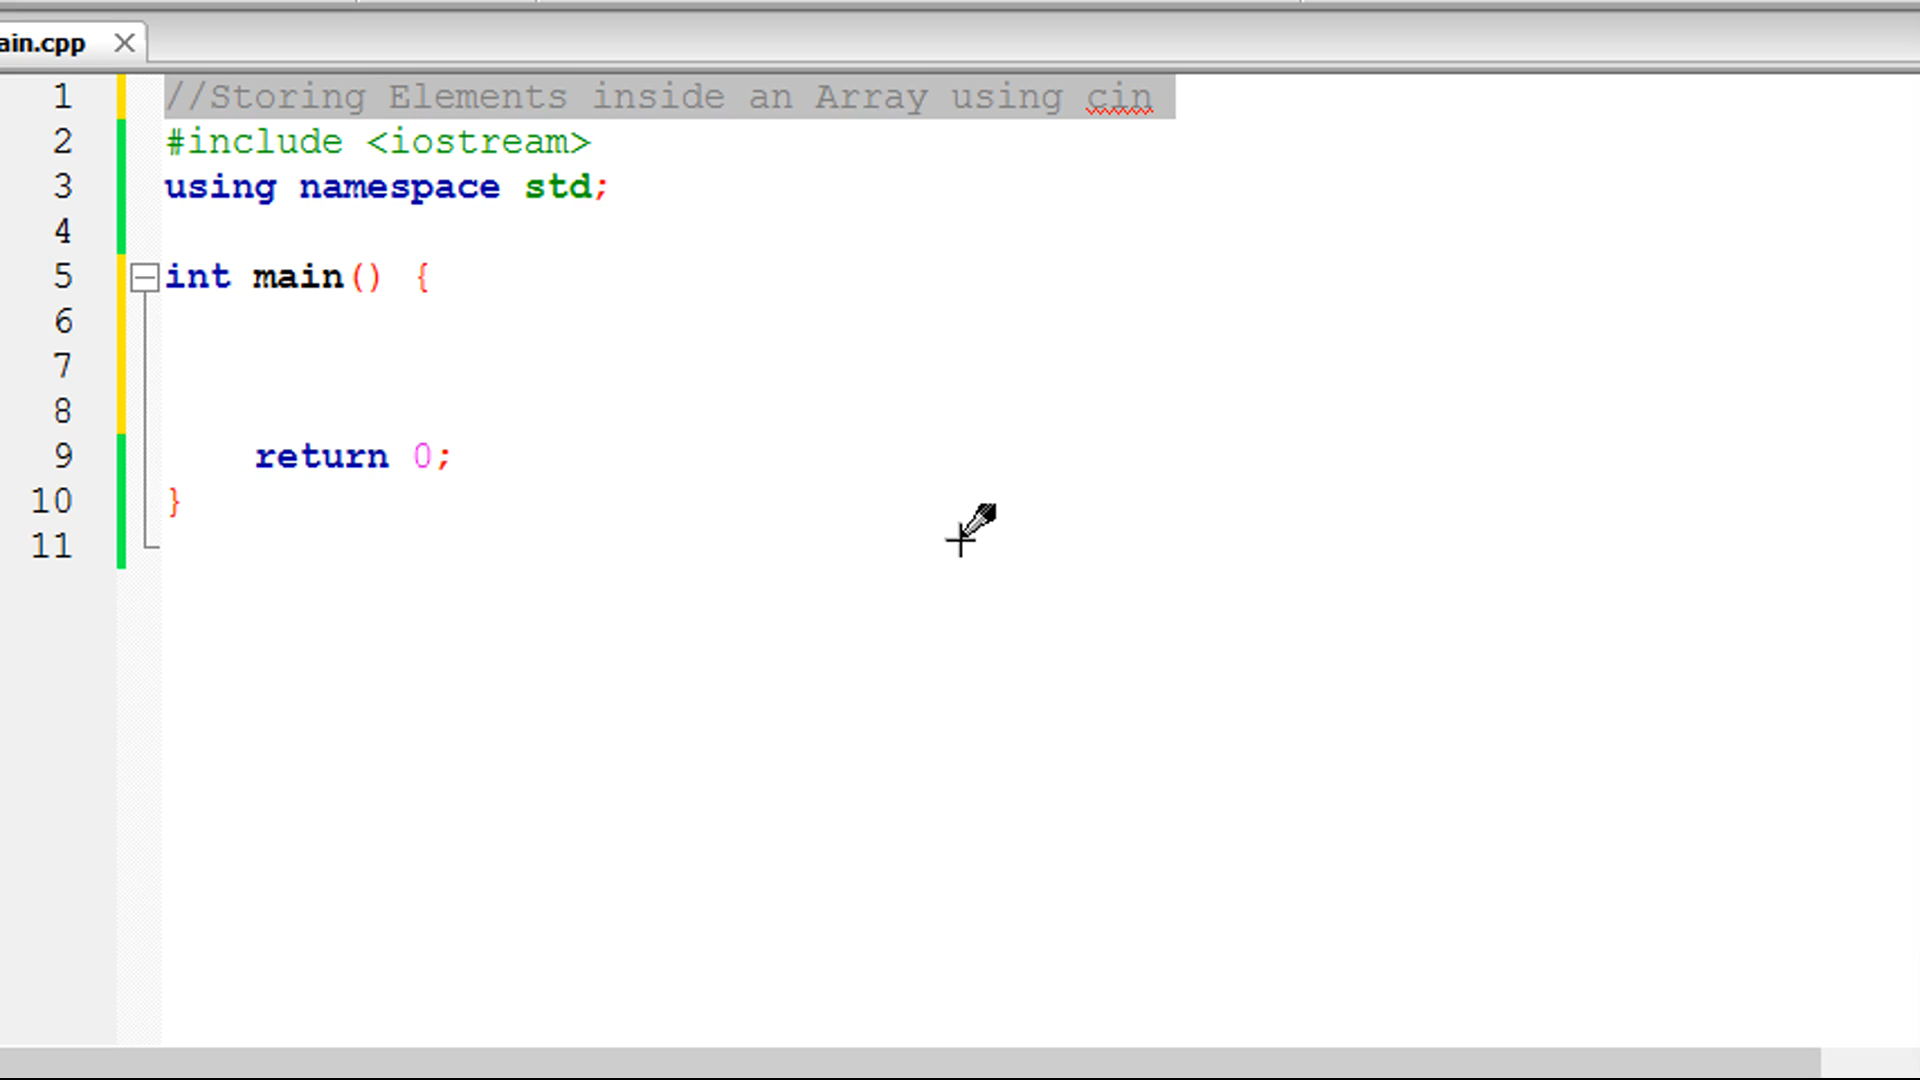 ain.cpp
1 //Storing Elements inside an Array using cin
2 #include <iostream>
3 using namespace std;
4
5 int main() {
6
7
8
9 return 0;
10 }
11